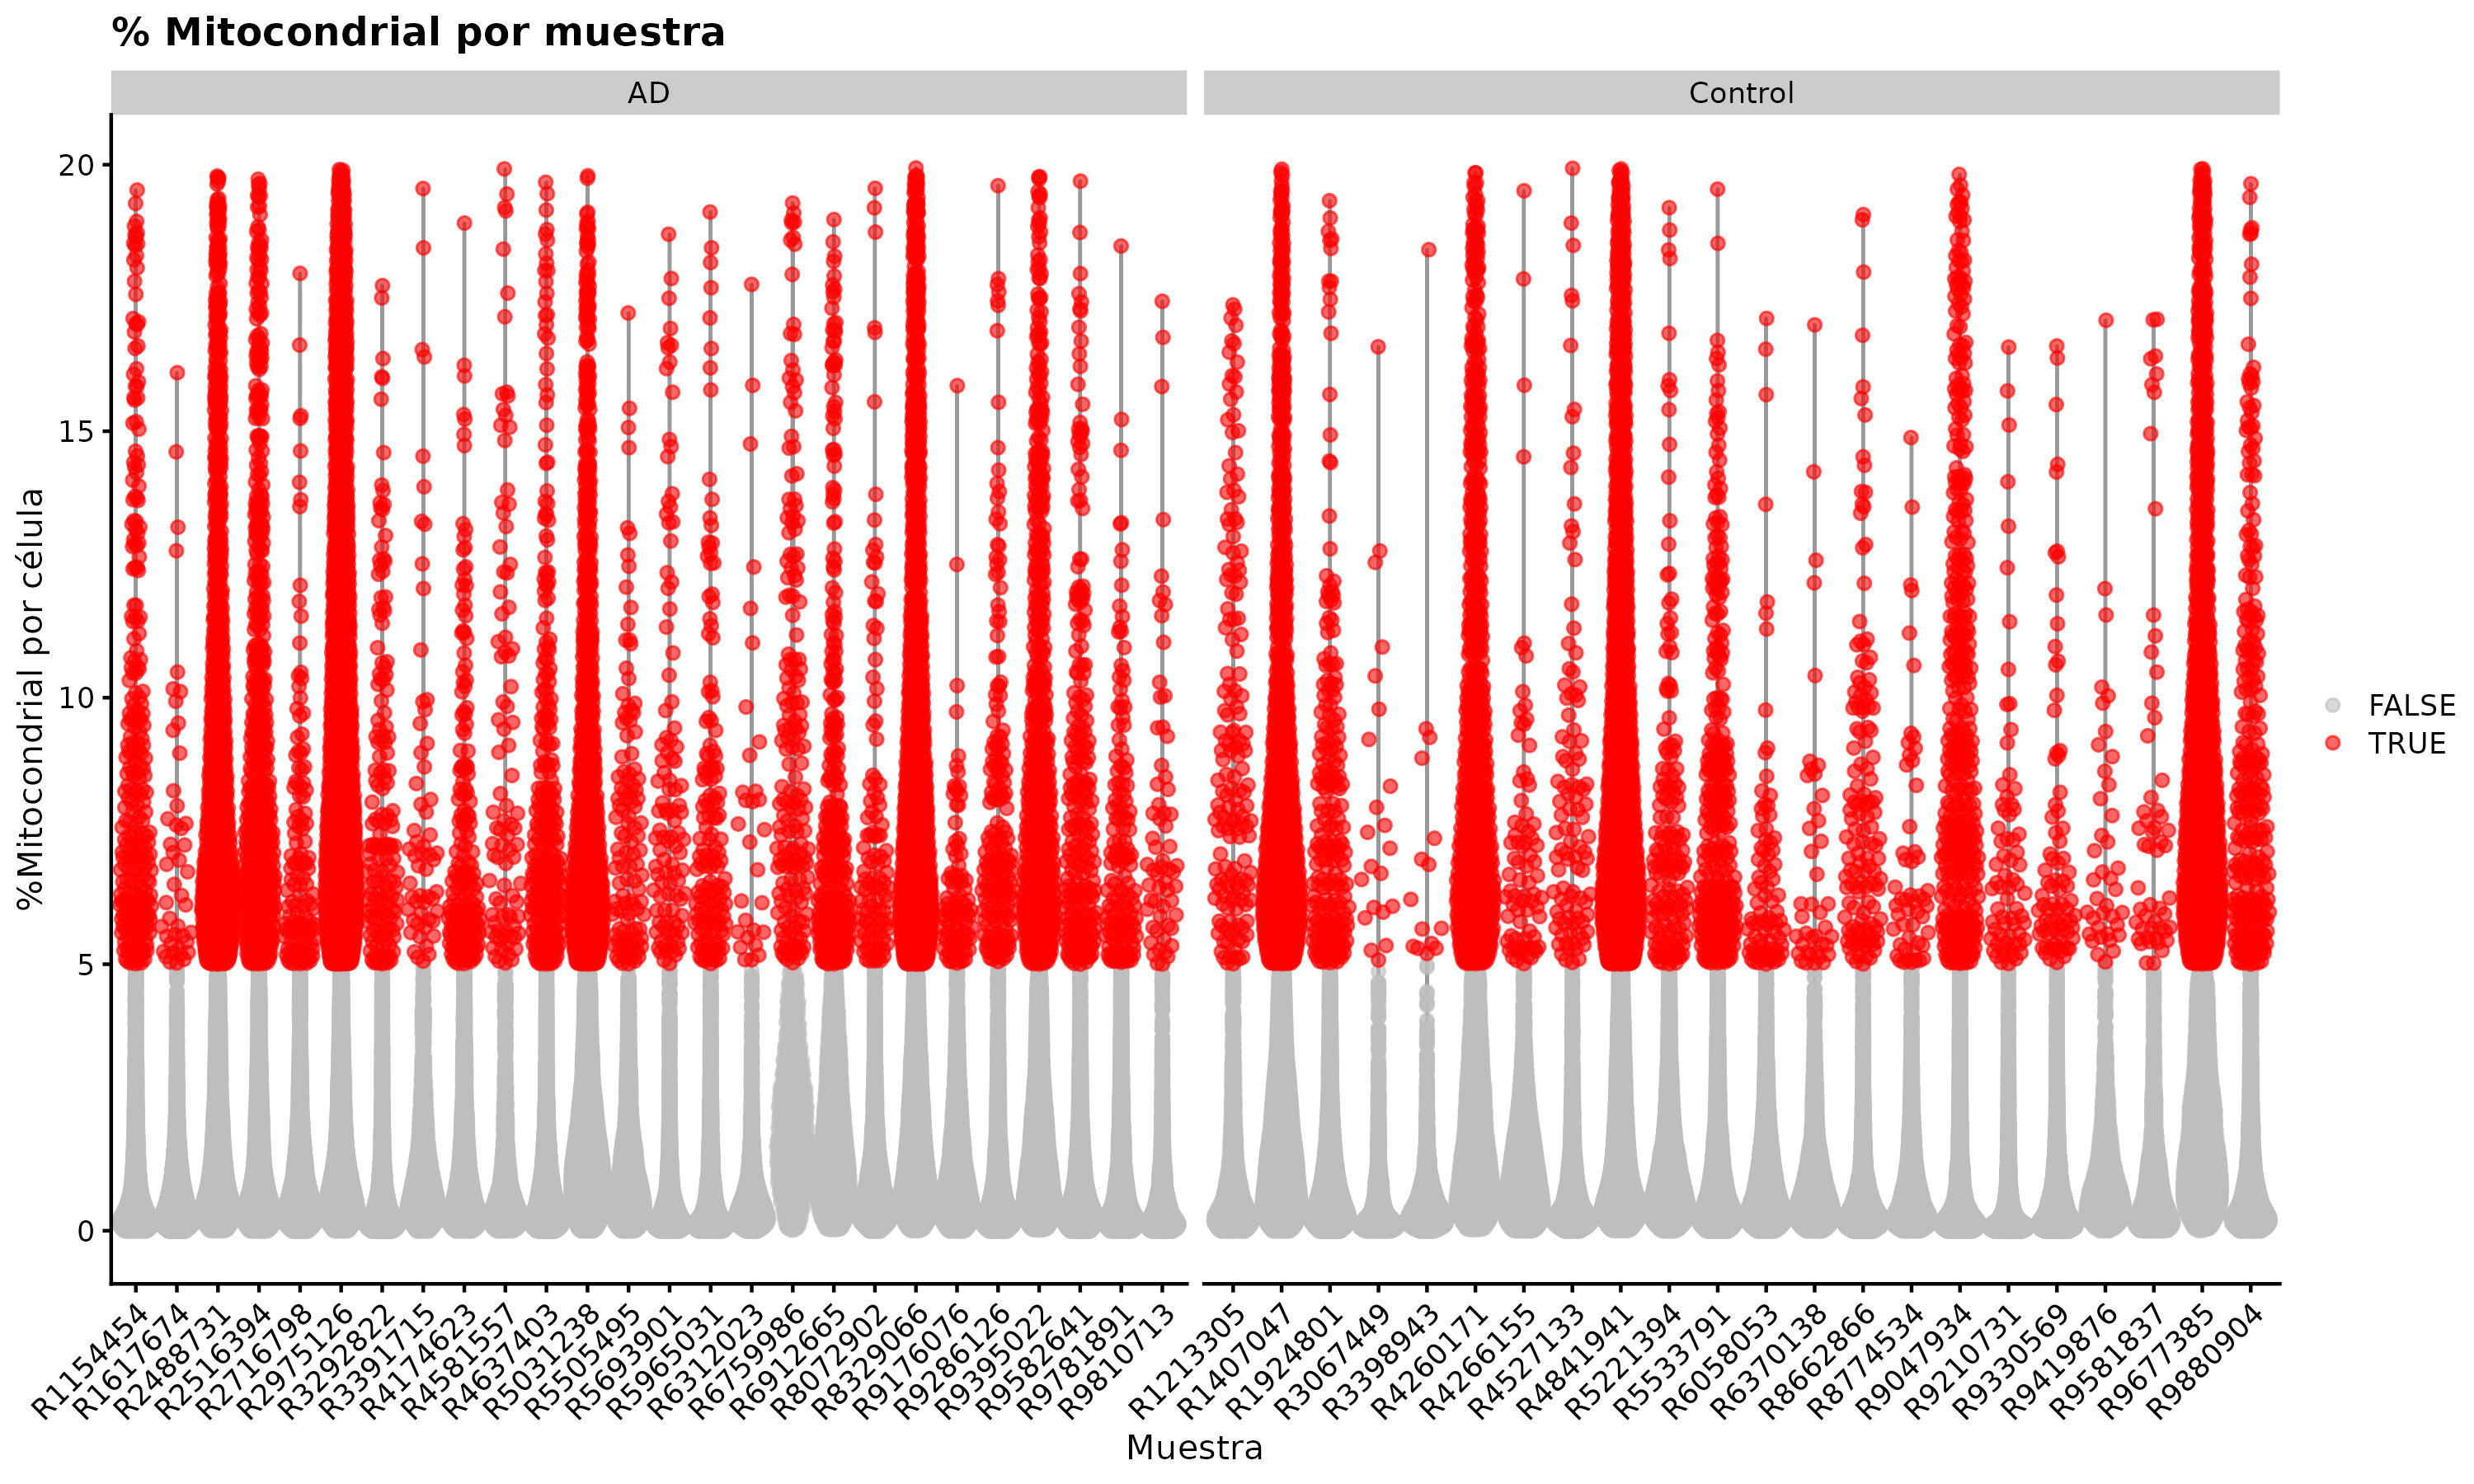 % Mitocondrial por muestra
AD
Control
%Mitocondrial por célula
20
15
10
5
0
R1154454
R1617674
R2488731
R2516394
R2716798
R2975126
R3292822
R3391715
R4174623
R4581557
R4637403
R5031238
R5505495
R5693901
R5965031
R6312023
R6759986
R6912665
R8072902
R8329066
R9176076
R9286126
R9395022
R9582641
R9781891
R9810713
R1213305
R1407047
R1924801
R3067449
R3398943
R4260171
R4266155
R4527133
R4841941
R5221394
R5533791
R6058053
R6370138
R8662866
R8774534
R9047934
R9210731
R9330569
R9419876
R9581837
R9677385
R9880904
Muestra
FALSE
TRUE